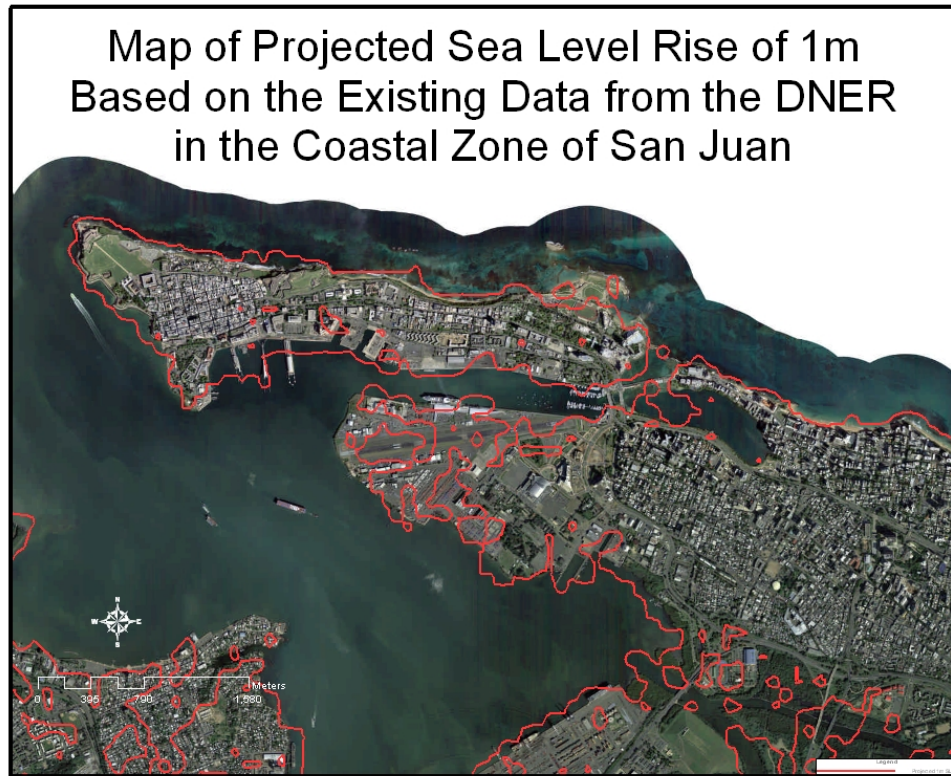 Map of Projected Sea Level Rise of 1m
Based on the Existing Data from the DNER
in the Coastal Zone of San Juan
N
W E
S
Meters
0 395 790 1,580
Legend
Projected